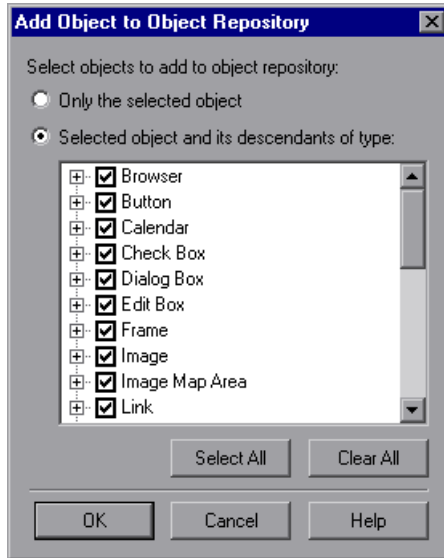 Add Object to Object Repository
Select objects to add to object repository:
Only the selected object
Selected object and its descendants of type:
Browser
Button
Calendar
Check Box
Dialog Box
Edit Box
Frame
Image
Image Map Area
Link
Select All Clear All
OK Cancel Help